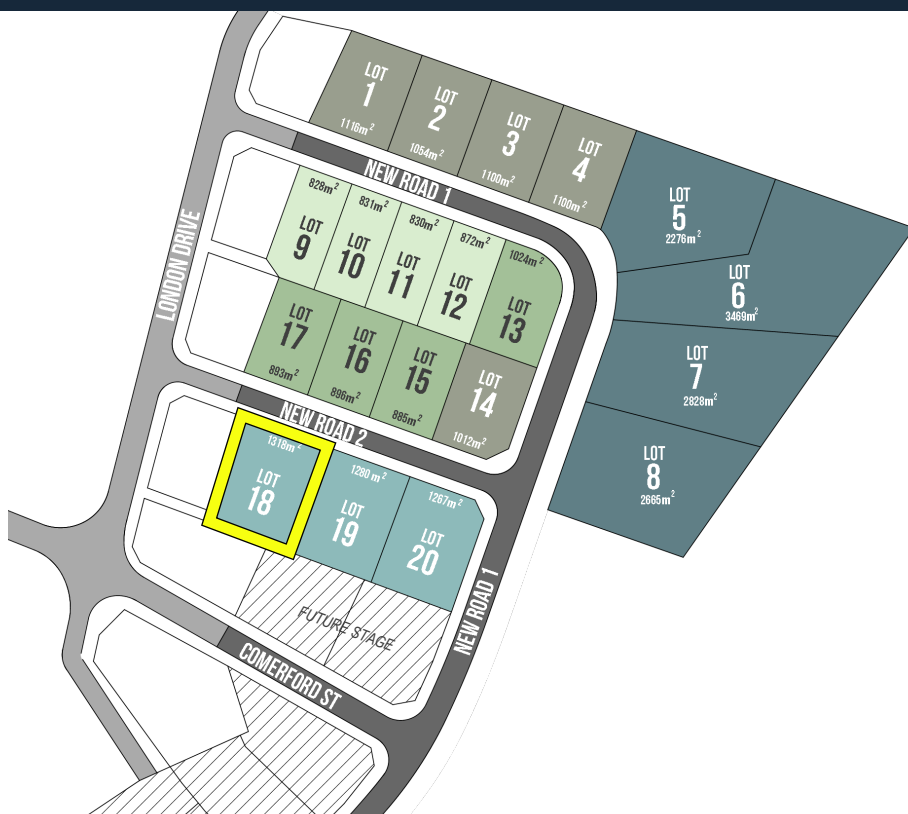 LOT
1
1116m²
LOT
2
1054m²
LOT
3
1100m²
LOT
4
1100m²
LOT
5
2276m²
LOT
6
3469m²
LOT
7
2828m²
LOT
8
2665m²
NEW ROAD 1
LONDON DRIVE
828m²
LOT
9
831m²
LOT
10
830m²
LOT
11
872m²
LOT
12
1024m²
LOT
13
LOT
17
893m²
LOT
16
896m²
LOT
15
885m²
LOT
14
1012m²
NEW ROAD 2
1318m²
LOT
18
1280 m²
LOT
19
1267m²
LOT
20
NEW ROAD 1
FUTURE STAGE
COMERFORD ST